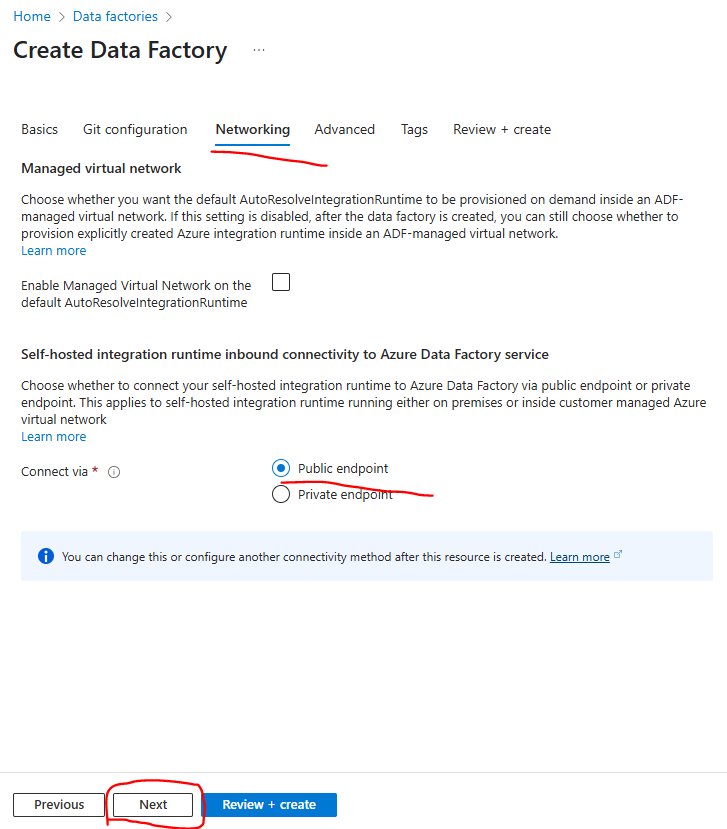 Home > Data factories >
Create Data Factory ...
Basics Git configuration Networking Advanced Tags Review + create
Managed virtual network
Choose whether you want the default AutoResolveIntegrationRuntime to be provisioned on demand inside an ADF-
managed virtual network. If this setting is disabled, after the data factory is created, you can still choose whether to
provision explicitly created Azure integration runtime inside an ADF-managed virtual network.
Learn more
Enable Managed Virtual Network on the
default AutoResolveIntegrationRuntime
Self-hosted integration runtime inbound connectivity to Azure Data Factory service
Choose whether to connect your self-hosted integration runtime to Azure Data Factory via public endpoint or private
endpoint. This applies to self-hosted integration runtime running either on premises or inside customer managed Azure
virtual network
Learn more
Connect via *
Public endpoint
Private endpoint
You can change this or configure another connectivity method after this resource is created. Learn more
Previous Next Review + create